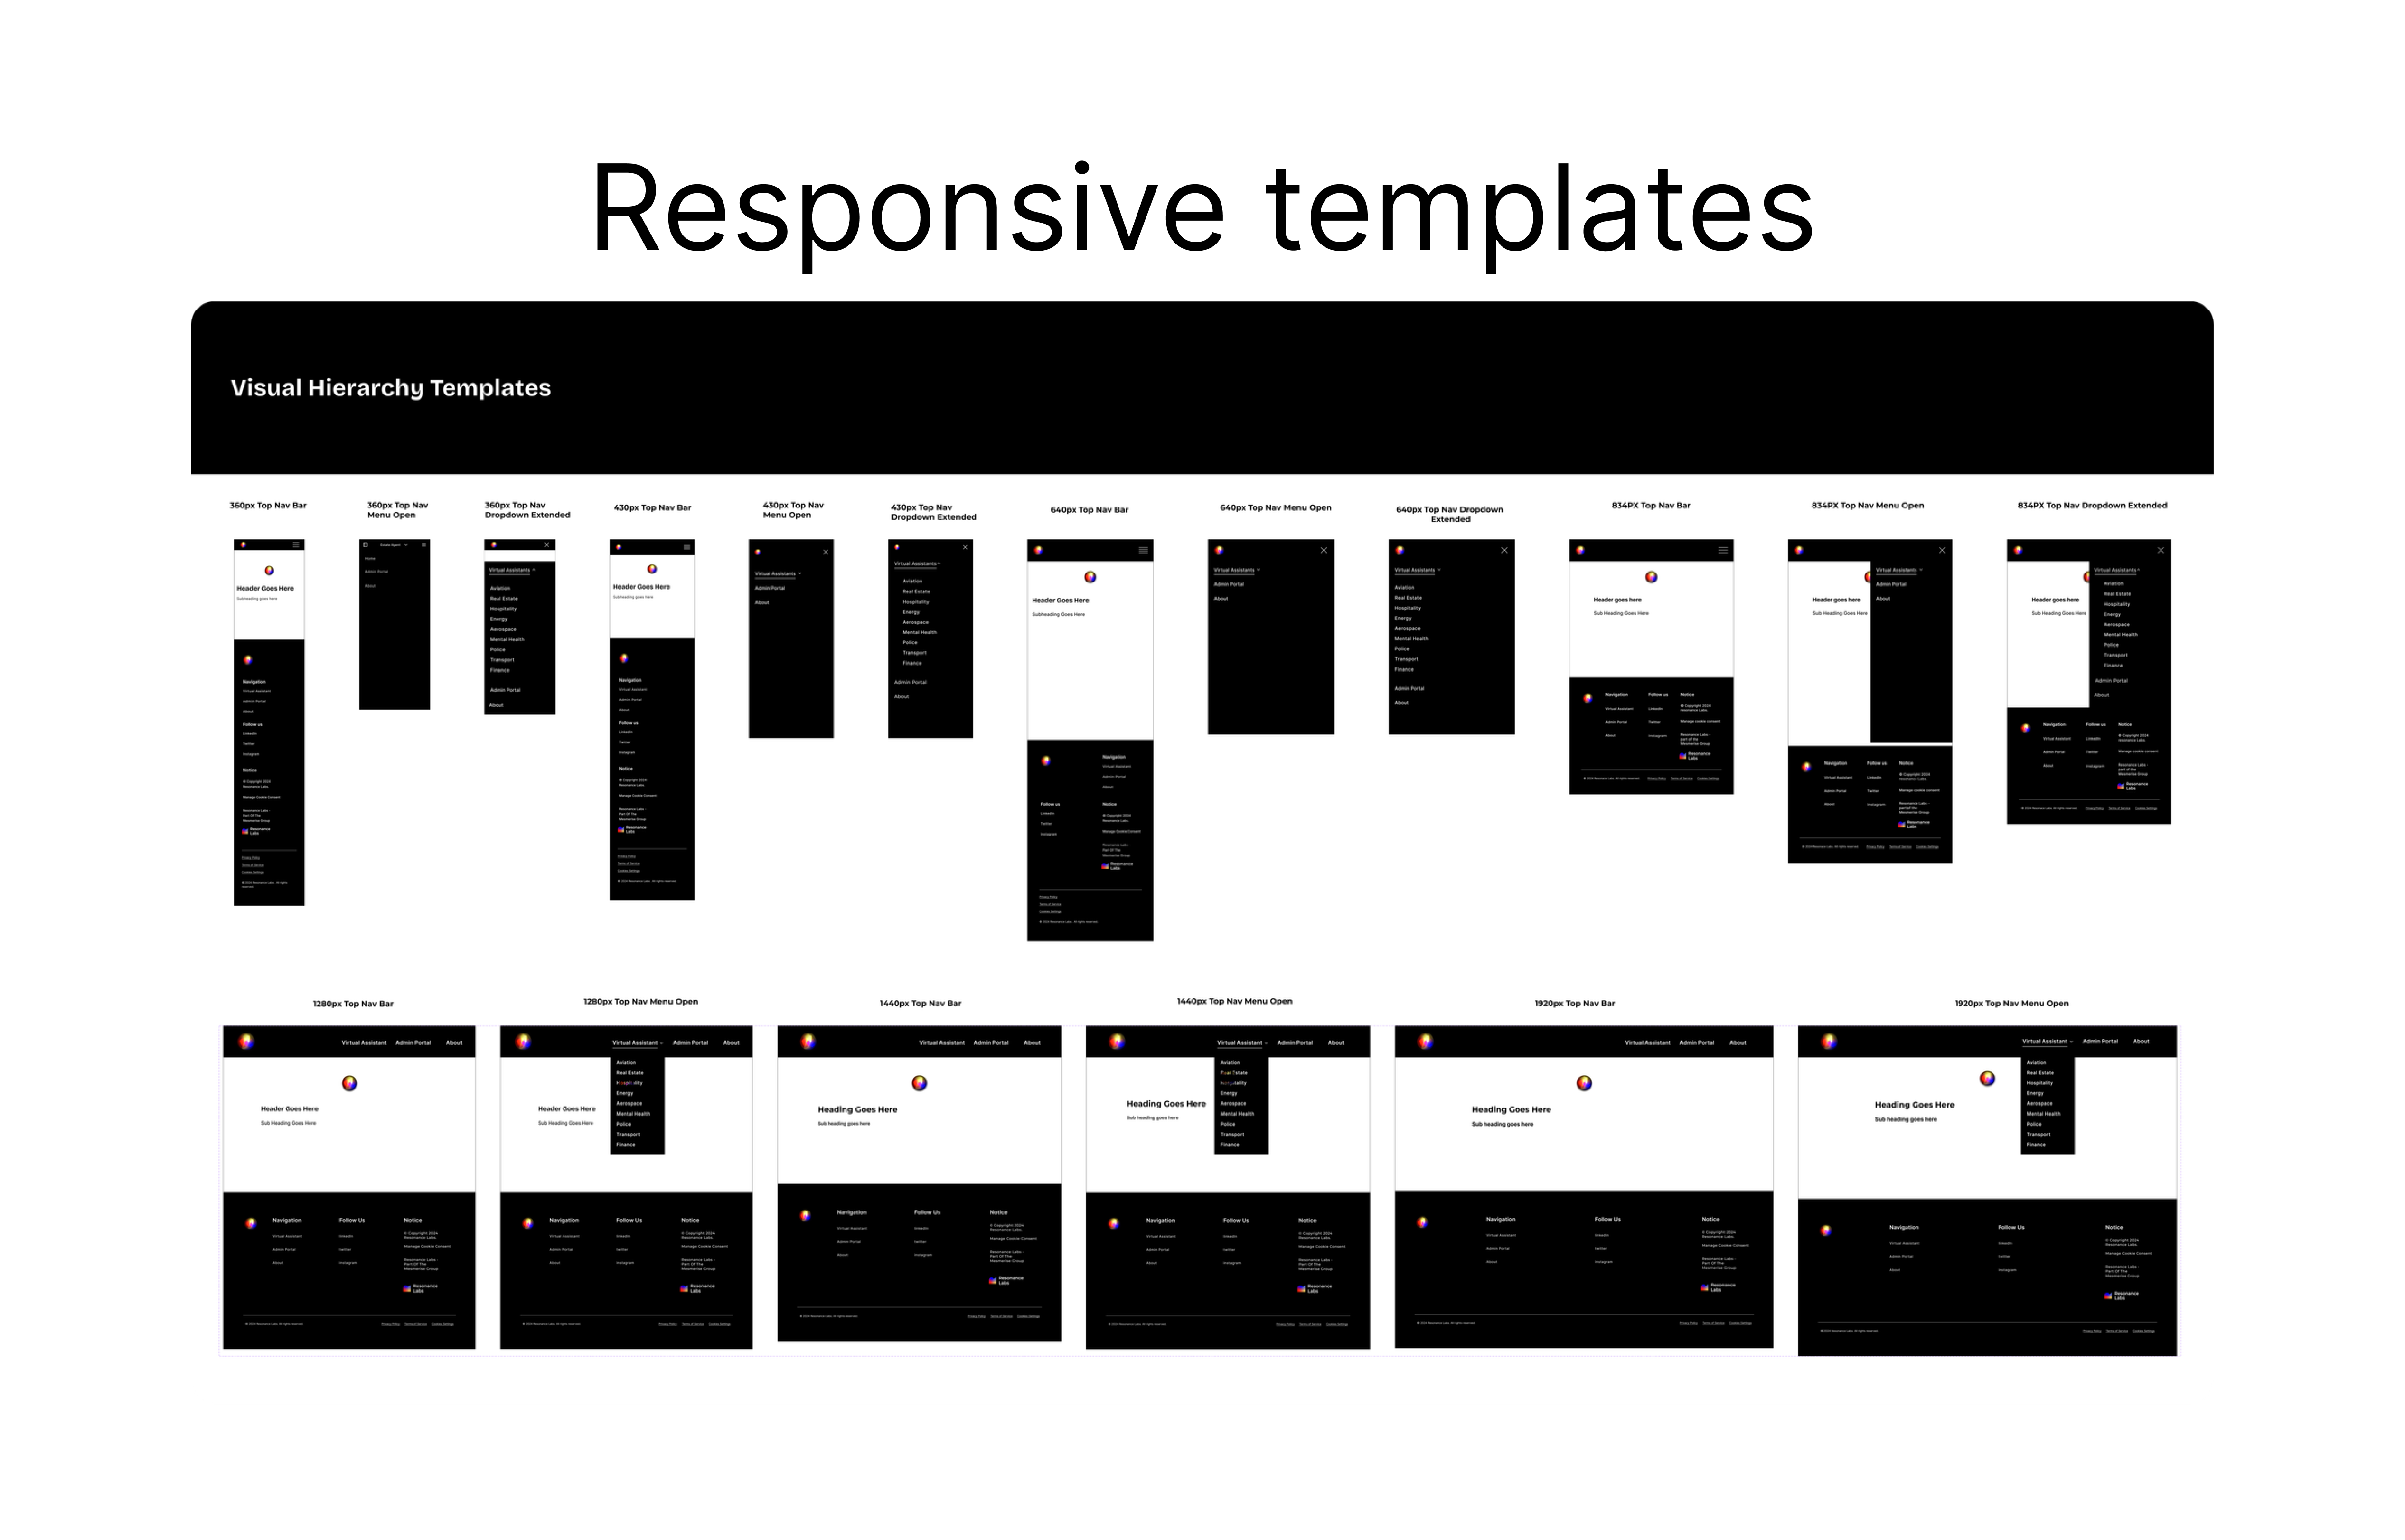 Responsive templates
Visual Hierarchy Templates
360px Top Nav Bar
Header Goes Here
Subheading goes here
Navigation
Virtual Assistant
Admin Portal
About
Follow us
LinkedIn
Twitter
Instagram
Notice
© Copyright 2024
Resonance Labs.
Manage Cookie Consent
Resonance Labs -
Part Of The
Mesmerise Group
Resonance
Labs
Privacy Policy
Terms of Service
Cookies Settings
© 2024 Resonance Labs. All rights
reserved.
360px Top Nav
Menu Open
Estate Agent
Home
Admin Portal
About
360px Top Nav
Dropdown Extended
Virtual Assistants
Aviation
Real Estate
Hospitality
Energy
Aerospace
Mental Health
Police
Transport
Finance
Admin Portal
About
430px Top Nav Bar
Header Goes Here
Subheading goes here
Navigation
Virtual Assistant
Admin Portal
About
Follow us
LinkedIn
Twitter
Instagram
Notice
© Copyright 2024
Resonance Labs.
Manage Cookie Consent
Resonance Labs -
Part Of The
Mesmerise Group
Resonance
Labs
Privacy Policy
Terms of Service
Cookies Settings
© 2024 Resonance Labs. All rights reserved.
430px Top Nav
Menu Open
Virtual Assistants
Admin Portal
About
430px Top Nav
Dropdown Extended
Virtual Assistants
Aviation
Real Estate
Hospitality
Energy
Aerospace
Mental Health
Police
Transport
Finance
Admin Portal
About
640px Top Nav Bar
Header Goes Here
Subheading Goes Here
Navigation
Virtual Assistant
Admin Portal
About
Follow us
LinkedIn
Twitter
Instagram
Notice
© Copyright 2024
Resonance Labs.
Manage Cookie Consent
Resonance Labs -
Part Of The
Mesmerise Group
Resonance
Labs
Privacy Policy
Terms of Service
Cookies Settings
© 2024 Resonance Labs. All rights reserved.
640px Top Nav Menu Open
Virtual Assistants
Admin Portal
About
640px Top Nav Dropdown
Extended
Virtual Assistants
Aviation
Real Estate
Hospitality
Energy
Aerospace
Mental Health
Police
Transport
Finance
Admin Portal
About
834PX Top Nav Bar
Header Goes Here
Sub Heading Goes Here
Navigation
Virtual Assistant
Admin Portal
About
Follow us
LinkedIn
Twitter
Instagram
Notice
© Copyright 2024
resonance Labs.
Manage cookie consent
Resonance Labs -
part of the
Mesmerise Group
Resonance
Labs
© 2024 Resonance Labs. All rights reserved.
Privacy Policy
Terms of Service
Cookies Settings
834PX Top Nav Menu Open
Virtual Assistants
Admin Portal
About
Header goes here
Sub Heading Goes Here
Navigation
Virtual Assistant
Admin Portal
About
Follow us
LinkedIn
Twitter
Instagram
Notice
© Copyright 2024
resonance Labs.
Manage cookie consent
Resonance Labs -
part of the
Mesmerise Group
Resonance
Labs
© 2024 Resonance Labs. All rights reserved.
Privacy Policy
Terms of Service
Cookies Settings
834PX Top Nav Dropdown Extended
Virtual Assistants
Aviation
Real Estate
Hospitality
Energy
Aerospace
Mental Health
Police
Transport
Finance
Admin Portal
About
Header goes here
Sub Heading Goes Here
Navigation
Virtual Assistant
Admin Portal
About
Follow us
LinkedIn
Twitter
Instagram
Notice
© Copyright 2024
resonance Labs.
Manage cookie consent
Resonance Labs -
part of the
Mesmerise Group
Resonance
Labs
© 2024 Resonance Labs. All rights reserved.
Privacy Policy
Terms of Service
Cookies Settings
1280px Top Nav Bar
Virtual Assistant
Admin Portal
About
Header Goes Here
Sub Heading Goes Here
Navigation
Virtual Assistant
Admin Portal
About
Follow Us
linkedin
twitter
Instagram
Notice
© Copyright 2024
Resonance Labs.
Manage Cookie Consent
Resonance Labs -
Part Of The
Mesmerise Group
Resonance
Labs
© 2024 Resonance Labs. All rights reserved.
Privacy Policy
Terms of Service
Cookies Settings
1280px Top Nav Menu Open
Virtual Assistant
Admin Portal
About
Aviation
Real Estate
Hospitality
Energy
Aerospace
Mental Health
Police
Transport
Finance
Header Goes Here
Sub Heading Goes Here
Navigation
Virtual Assistant
Admin Portal
About
Follow Us
linkedin
twitter
Instagram
Notice
© Copyright 2024
Resonance Labs.
Manage Cookie Consent
Resonance Labs -
Part Of The
Mesmerise Group
Resonance
Labs
© 2024 Resonance Labs. All rights reserved.
Privacy Policy
Terms of Service
Cookies Settings
1440px Top Nav Bar
Virtual Assistant
Admin Portal
About
Heading Goes Here
Sub heading goes here
Navigation
Virtual Assistant
Admin Portal
About
Follow Us
linkedin
twitter
Instagram
Notice
© Copyright 2024
Resonance Labs.
Manage Cookie Consent
Resonance Labs -
Part Of The
Mesmerise Group
Resonance
Labs
© 2024 Resonance Labs. All rights reserved.
Privacy Policy
Terms of Service
Cookies Settings
1440px Top Nav Menu Open
Virtual Assistant
Admin Portal
About
Aviation
Real Estate
Hospitality
Energy
Aerospace
Mental Health
Police
Transport
Finance
Heading Goes Here
Sub heading goes here
Navigation
Virtual Assistant
Admin Portal
About
Follow Us
linkedin
twitter
Instagram
Notice
© Copyright 2024
Resonance Labs.
Manage Cookie Consent
Resonance Labs -
Part Of The
Mesmerise Group
Resonance
Labs
© 2024 Resonance Labs. All rights reserved.
Privacy Policy
Terms of Service
Cookies Settings
1920px Top Nav Bar
Virtual Assistant
Admin Portal
About
Heading Goes Here
Sub heading goes here
Navigation
Virtual Assistant
Admin Portal
About
Follow Us
linkedin
twitter
Instagram
Notice
© Copyright 2024
Resonance Labs.
Manage Cookie Consent
Resonance Labs -
Part Of The
Mesmerise Group
Resonance
Labs
© 2024 Resonance Labs. All rights reserved.
Privacy Policy
Terms of Service
Cookies Settings
1920px Top Nav Menu Open
Virtual Assistant
Admin Portal
About
Aviation
Real Estate
Hospitality
Energy
Aerospace
Mental Health
Police
Transport
Finance
Heading Goes Here
Sub heading goes here
Navigation
Virtual Assistant
Admin Portal
About
Follow Us
linkedin
twitter
Instagram
Notice
© Copyright 2024
Resonance Labs.
Manage Cookie Consent
Resonance Labs -
Part Of The
Mesmerise Group
Resonance
Labs
© 2024 Resonance Labs. All rights reserved.
Privacy Policy
Terms of Service
Cookies Settings